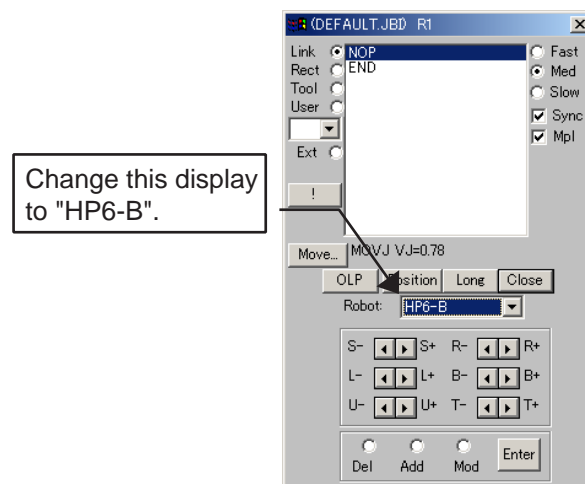 (DEFAULT.JBI) R1
Link NOP Fast
Rect END Med
Tool Slow
User Sync
Mpl
Ext
!
Change this display
to "HP6-B".
Move... MOVJ VJ=0.78
OLP Position Long Close
Robot: HP6-B
S- S+ R- R+
L- L+ B- B+
U- U+ T- T+
Del Add Mod Enter